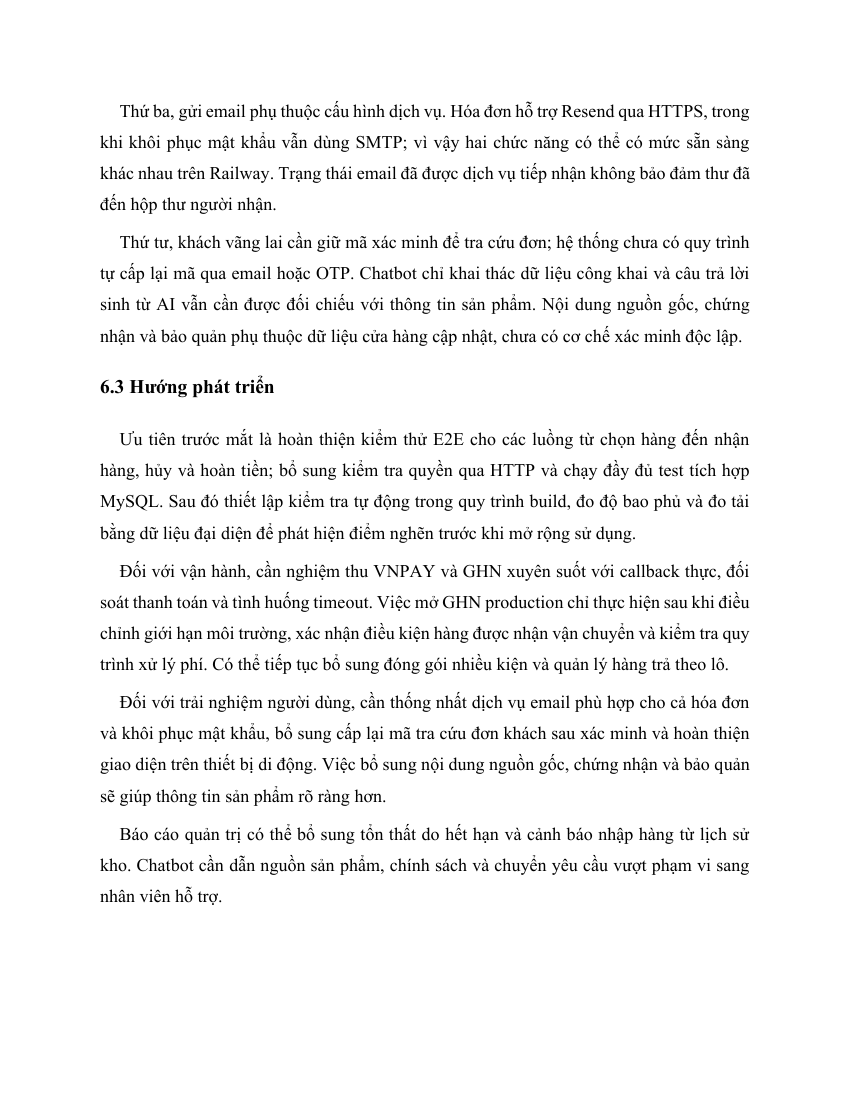 Thứ ba, gửi email phụ thuộc cấu hình dịch vụ. Hóa đơn hỗ trợ Resend qua HTTPS, trong
khi khôi phục mật khẩu vẫn dùng SMTP; vì vậy hai chức năng có thể có mức sẵn sàng
khác nhau trên Railway. Trạng thái email đã được dịch vụ tiếp nhận không bảo đảm thư đã
đến hộp thư người nhận.
Thứ tư, khách vãng lai cần giữ mã xác minh để tra cứu đơn; hệ thống chưa có quy trình
tự cấp lại mã qua email hoặc OTP. Chatbot chỉ khai thác dữ liệu công khai và câu trả lời
sinh từ AI vẫn cần được đối chiếu với thông tin sản phẩm. Nội dung nguồn gốc, chứng
nhận và bảo quản phụ thuộc dữ liệu cửa hàng cập nhật, chưa có cơ chế xác minh độc lập.
6.3 Hướng phát triển
Ưu tiên trước mắt là hoàn thiện kiểm thử E2E cho các luồng từ chọn hàng đến nhận
hàng, hủy và hoàn tiền; bổ sung kiểm tra quyền qua HTTP và chạy đầy đủ test tích hợp
MySQL. Sau đó thiết lập kiểm tra tự động trong quy trình build, đo độ bao phủ và đo tải
bằng dữ liệu đại diện để phát hiện điểm nghẽn trước khi mở rộng sử dụng.
Đối với vận hành, cần nghiệm thu VNPAY và GHN xuyên suốt với callback thực, đối
soát thanh toán và tình huống timeout. Việc mở GHN production chỉ thực hiện sau khi điều
chỉnh giới hạn môi trường, xác nhận điều kiện hàng được nhận vận chuyển và kiểm tra quy
trình xử lý phí. Có thể tiếp tục bổ sung đóng gói nhiều kiện và quản lý hàng trả theo lô.
Đối với trải nghiệm người dùng, cần thống nhất dịch vụ email phù hợp cho cả hóa đơn
và khôi phục mật khẩu, bổ sung cấp lại mã tra cứu đơn khách sau xác minh và hoàn thiện
giao diện trên thiết bị di động. Việc bổ sung nội dung nguồn gốc, chứng nhận và bảo quản
sẽ giúp thông tin sản phẩm rõ ràng hơn.
Báo cáo quản trị có thể bổ sung tổn thất do hết hạn và cảnh báo nhập hàng từ lịch sử
kho. Chatbot cần dẫn nguồn sản phẩm, chính sách và chuyển yêu cầu vượt phạm vi sang
nhân viên hỗ trợ.